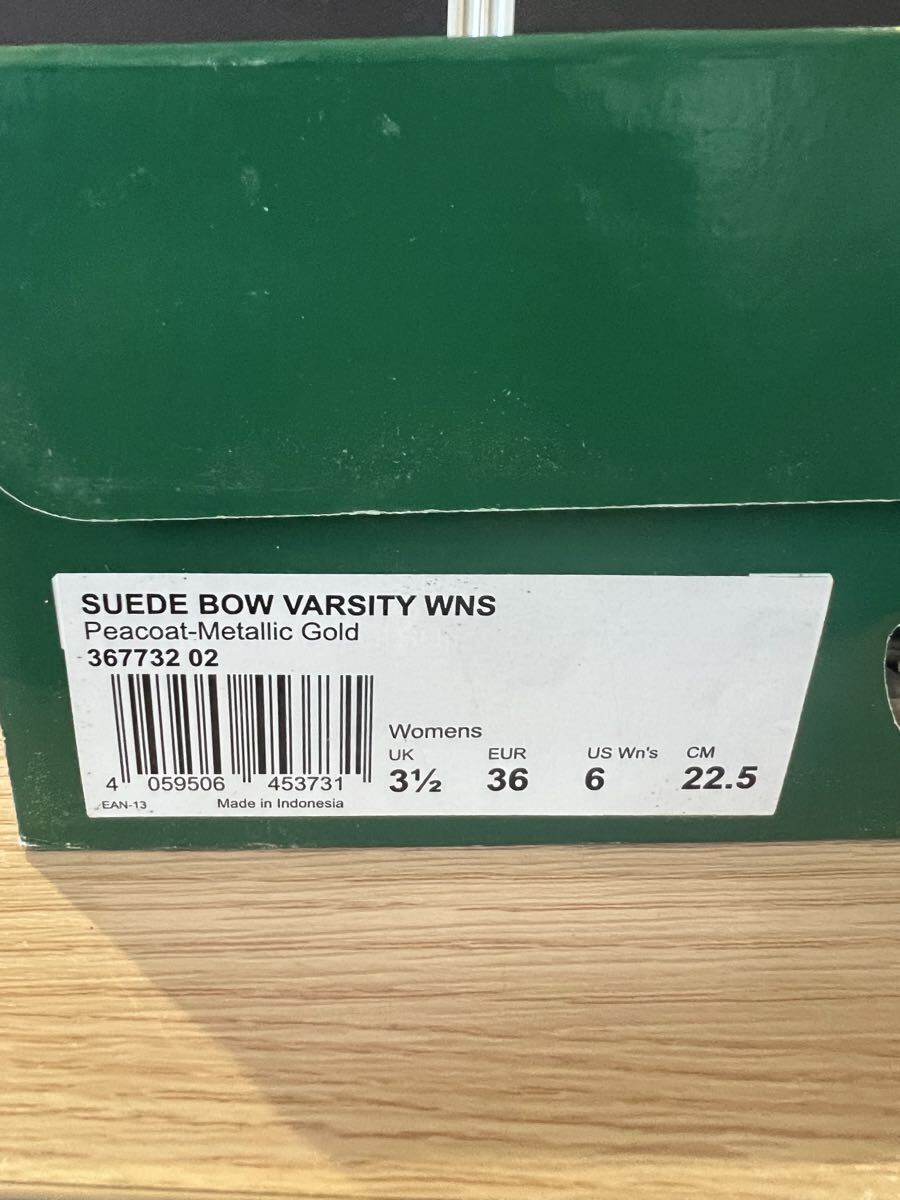 SUEDE BOW VARSITY WNS
Peacoat-Metallic Gold
367732 02
Womens
UK EUR US Wn's CM
3½ 36 6 22.5
4 059506 453731
EAN-13 Made in Indonesia